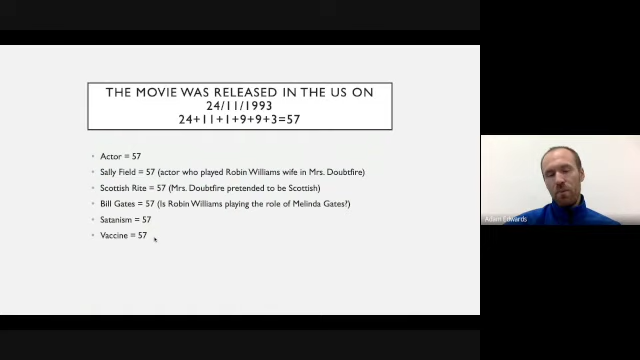 THE MOVIE WAS RELEASED IN THE US ON
24/11/1993
24+11+1+9+9+3=57
Actor = 57
Sally Field = 57 (actor who played Robin Williams wife in Mrs. Doubtfire)
Scottish Rite = 57 (Mrs. Doubtfire pretended to be Scottish)
Bill Gates = 57 (Is Robin Williams playing the role of Melinda Gates?)
Satanism = 57
Vaccine = 57
Adam Edwards